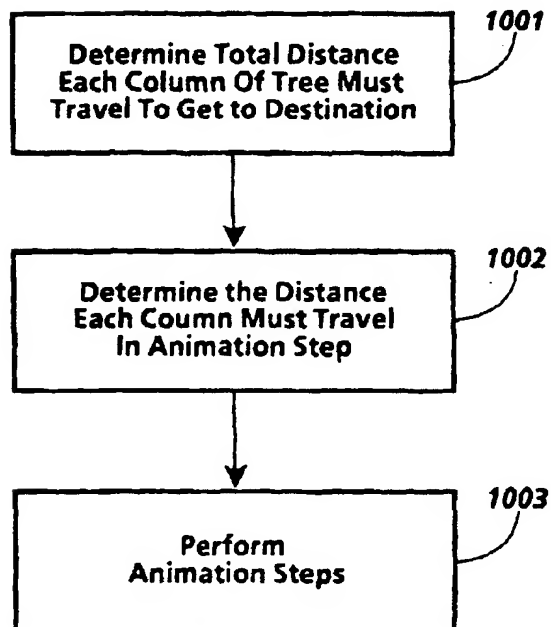 1001
Determine Total Distance
Each Column Of Tree Must
Travel To Get to Destination
1002
Determine the Distance
Each Coumn Must Travel
In Animation Step
1003
Perform
Animation Steps